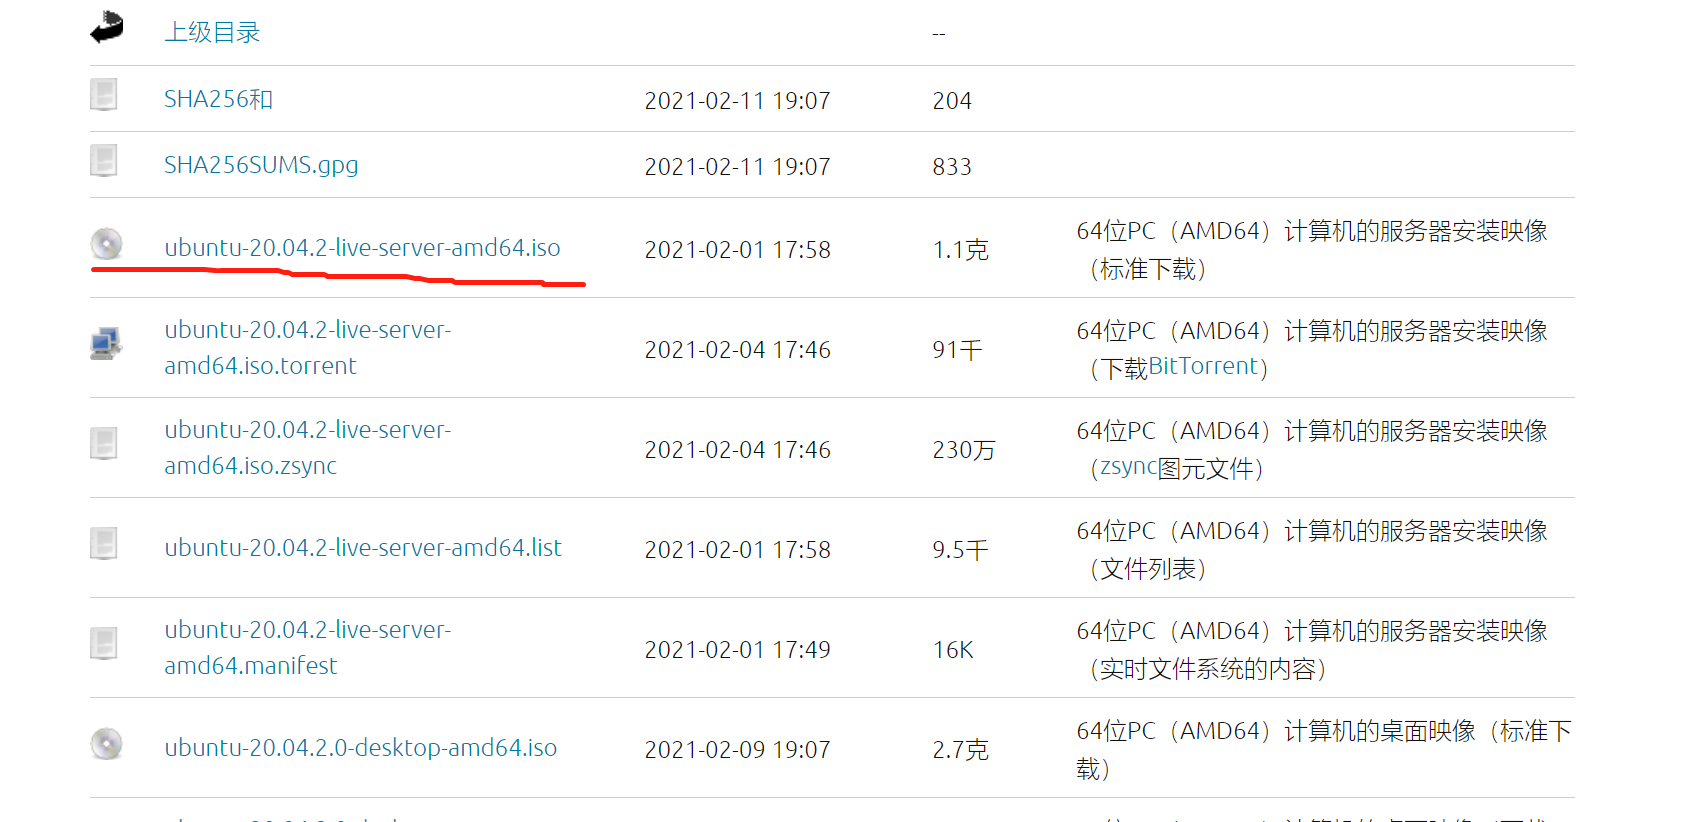 上级目录 --
SHA256和 2021-02-11 19:07 204
SHA256SUMS.gpg 2021-02-11 19:07 833
ubuntu-20.04.2-live-server-amd64.iso 2021-02-01 17:58 1.1克 64位PC（AMD64）计算机的服务器安装映像
（标准下载）
ubuntu-20.04.2-live-server-
amd64.iso.torrent 2021-02-04 17:46 91千 64位PC（AMD64）计算机的服务器安装映像
（下载BitTorrent）
ubuntu-20.04.2-live-server-
amd64.iso.zsync 2021-02-04 17:46 230万 64位PC（AMD64）计算机的服务器安装映像
（zsync图元文件）
ubuntu-20.04.2-live-server-amd64.list 2021-02-01 17:58 9.5千 64位PC（AMD64）计算机的服务器安装映像
（文件列表）
ubuntu-20.04.2-live-server-
amd64.manifest 2021-02-01 17:49 16K 64位PC（AMD64）计算机的服务器安装映像
（实时文件系统的内容）
ubuntu-20.04.2.0-desktop-amd64.iso 2021-02-09 19:07 2.7克 64位PC（AMD64）计算机的桌面映像（标准下
载）